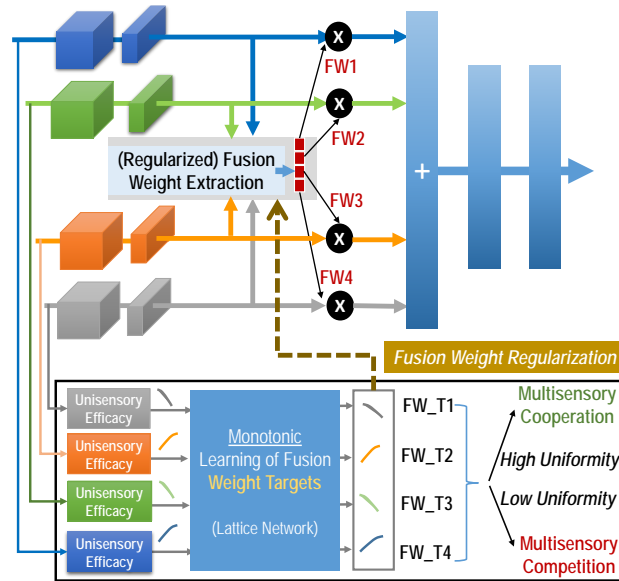 X
FW1
X
FW2
(Regularized) Fusion
Weight Extraction
+
FW3
X
FW4
X
Fusion Weight Regularization
Unisensory
Efficacy
Unisensory
Efficacy
Unisensory
Efficacy
Unisensory
Efficacy
Monotonic
Learning of Fusion
Weight Targets
(Lattice Network)
FW_T1
FW_T2
FW_T3
FW_T4
Multisensory
Cooperation
High Uniformity
Low Uniformity
Multisensory
Competition